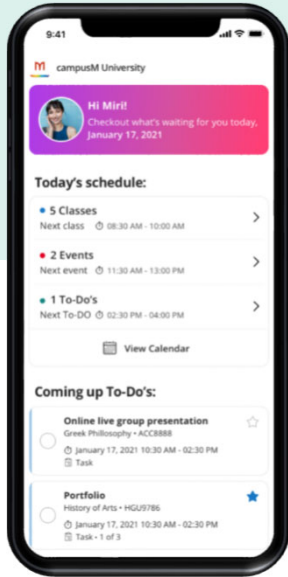 9:41
campusM University
Hi Miri!
Checkout what's waiting for you today,
January 17, 2021
Today's schedule:
5 Classes
Next class 08:30 AM - 10:00 AM
2 Events
Next event 11:30 AM - 13:00 PM
1 To-Do's
Next To-DO 02:30 PM - 04:00 PM
View Calendar
Coming up To-Do's:
Online live group presentation
Greek Philosophy • ACC8888
January 17, 2021 10:30 AM - 02:30 PM
Task
Portfolio
History of Arts • HGU9786
January 17, 2021 10:30 AM - 02:30 PM
Task • 1 of 3